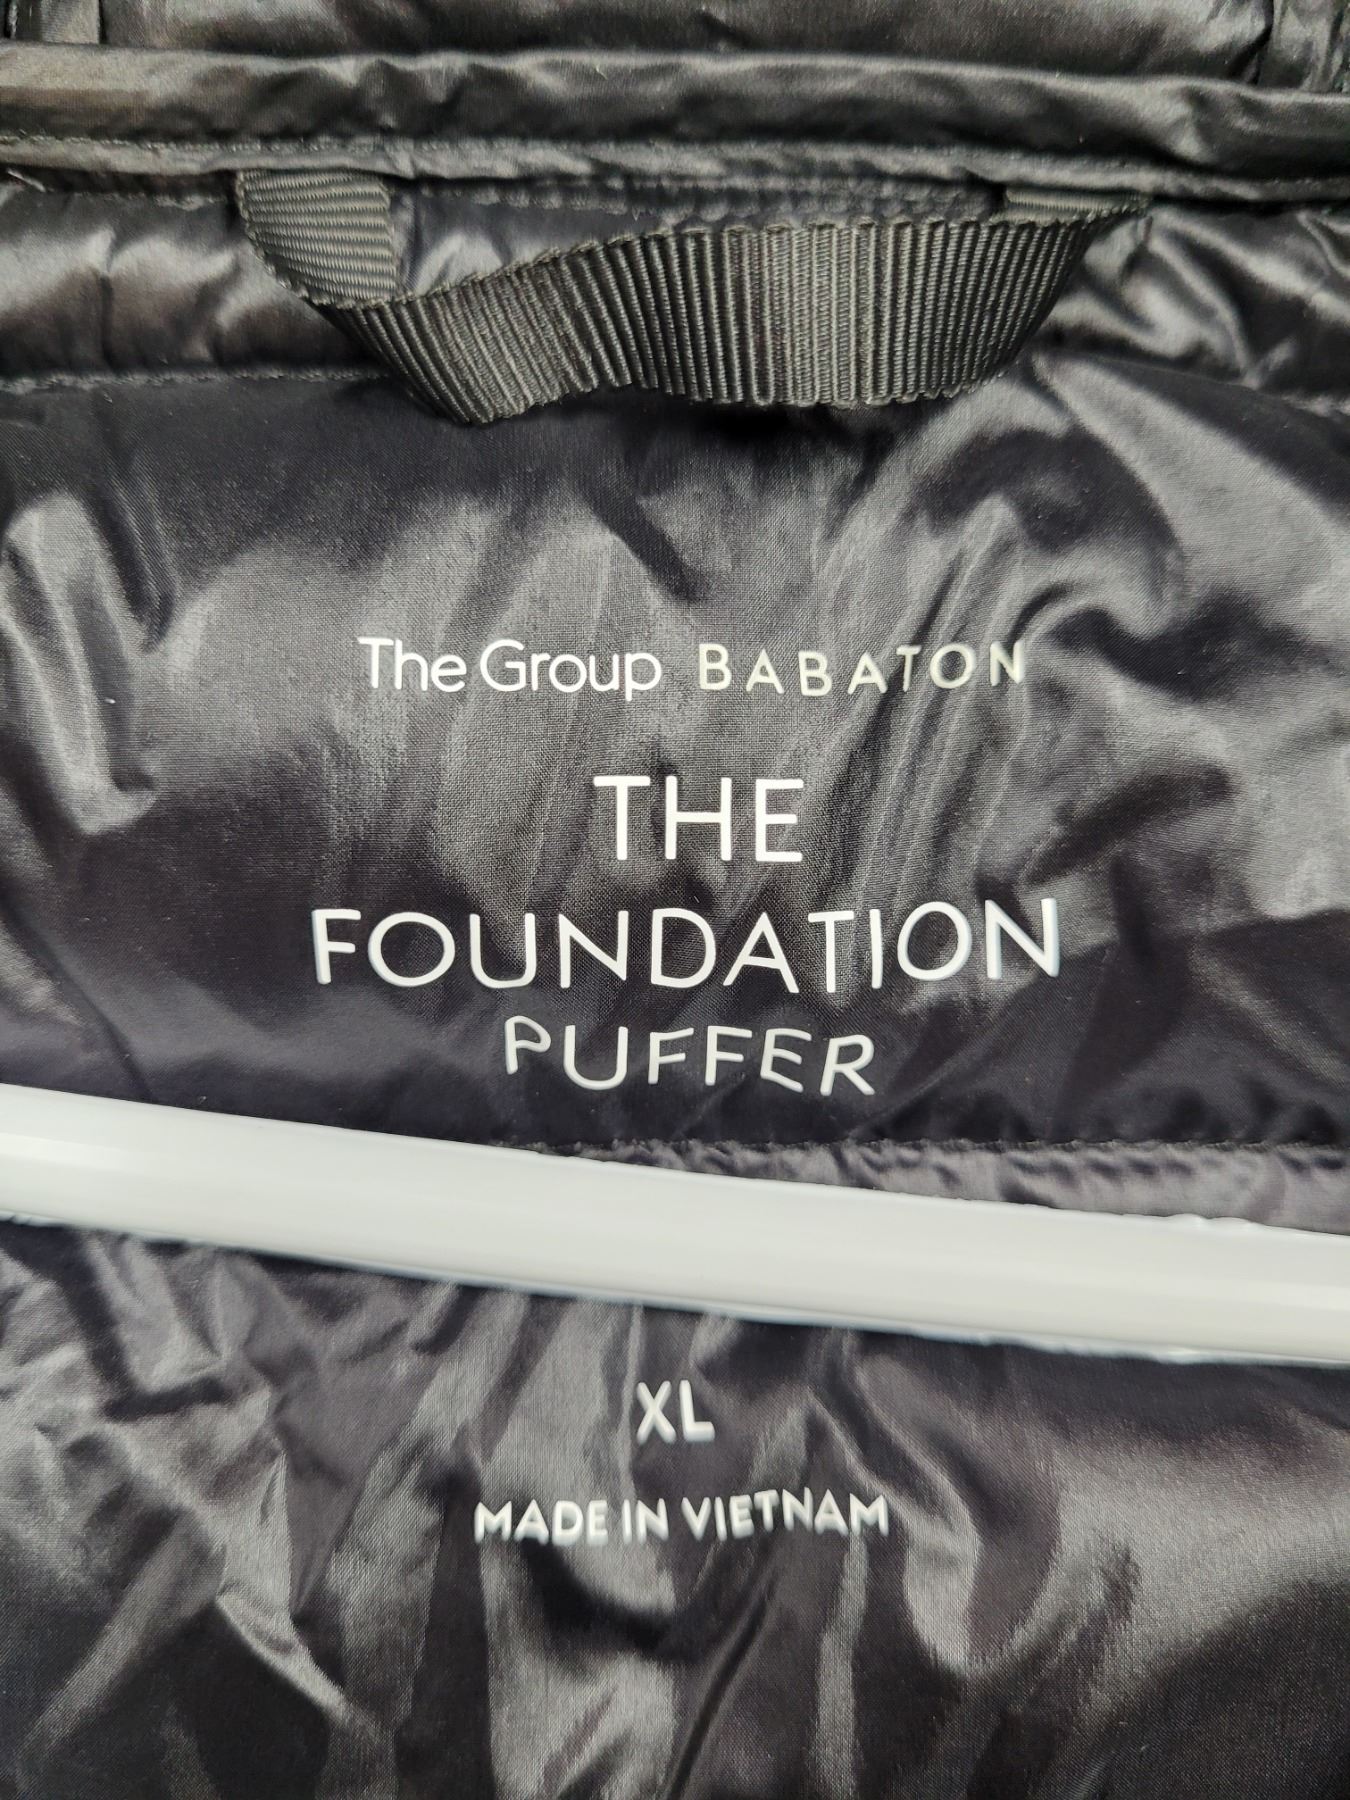 The Group BABATON
THE
FOUNDATION
PUFFER
XL
MADE IN VIETNAM